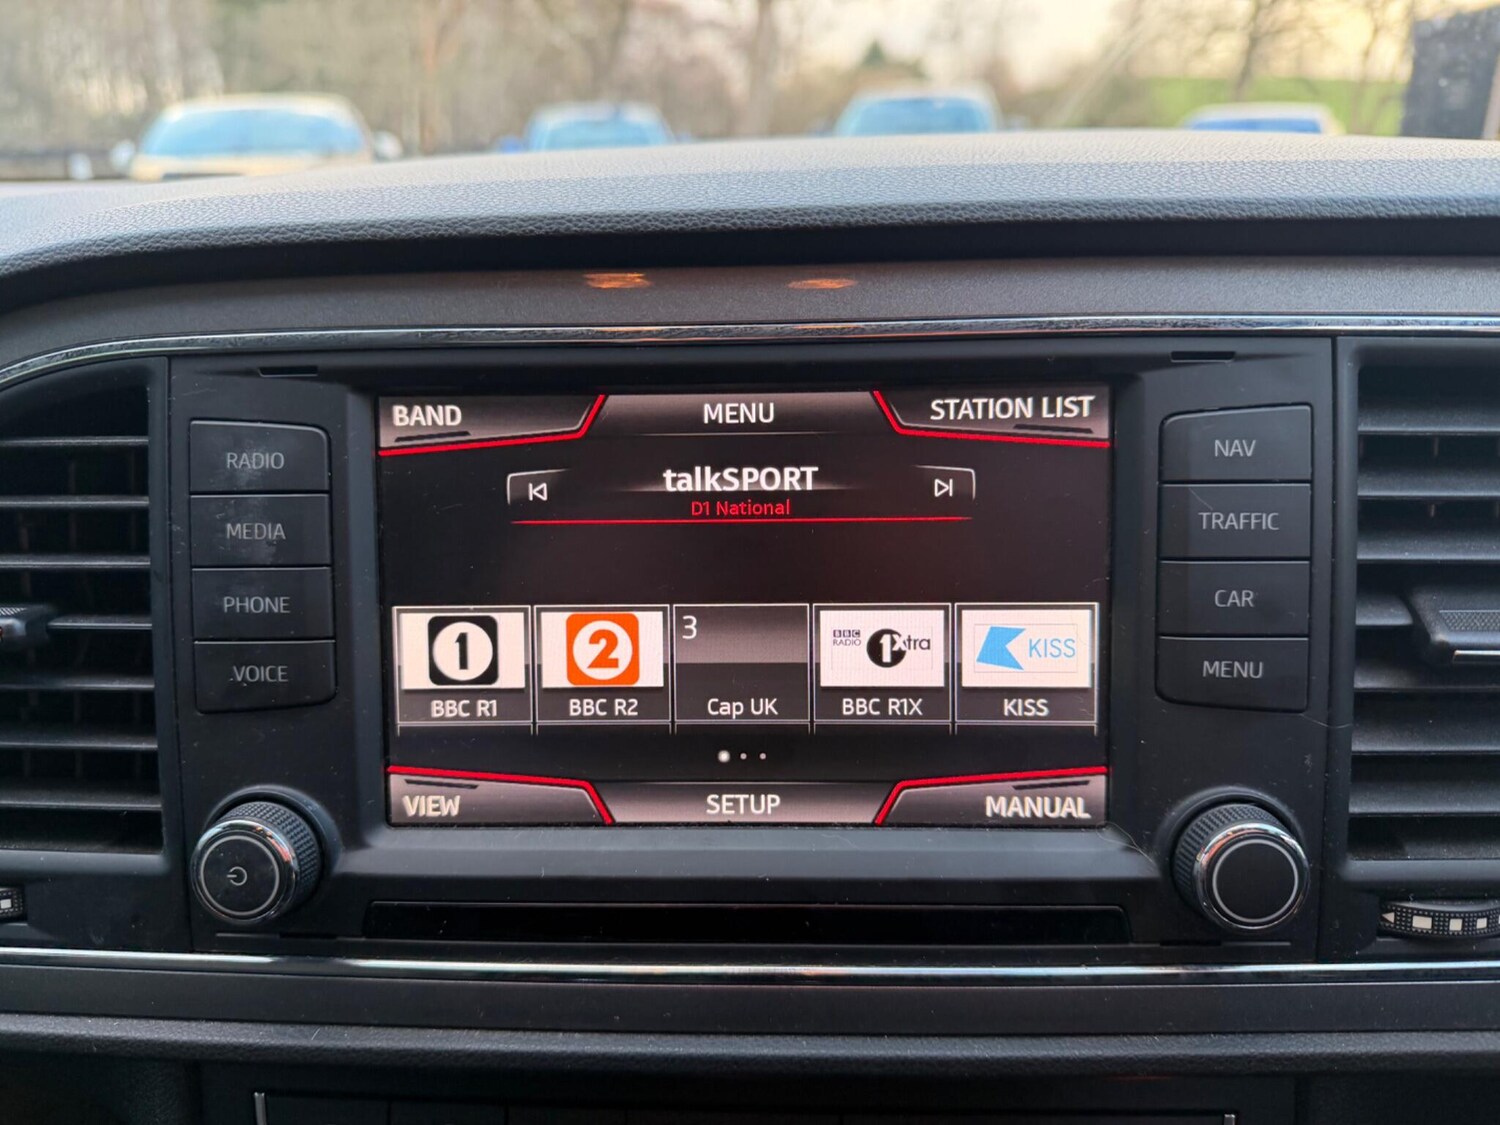 BAND
MENU
STATION LIST
talkSPORT
D1 National
1
BBC R1
2
BBC R2
3
Cap UK
BBC
RADIO
1Xtra
BBC R1X
KISS
KISS
VIEW
SETUP
MANUAL
RADIO
MEDIA
PHONE
VOICE
NAV
TRAFFIC
CAR
MENU